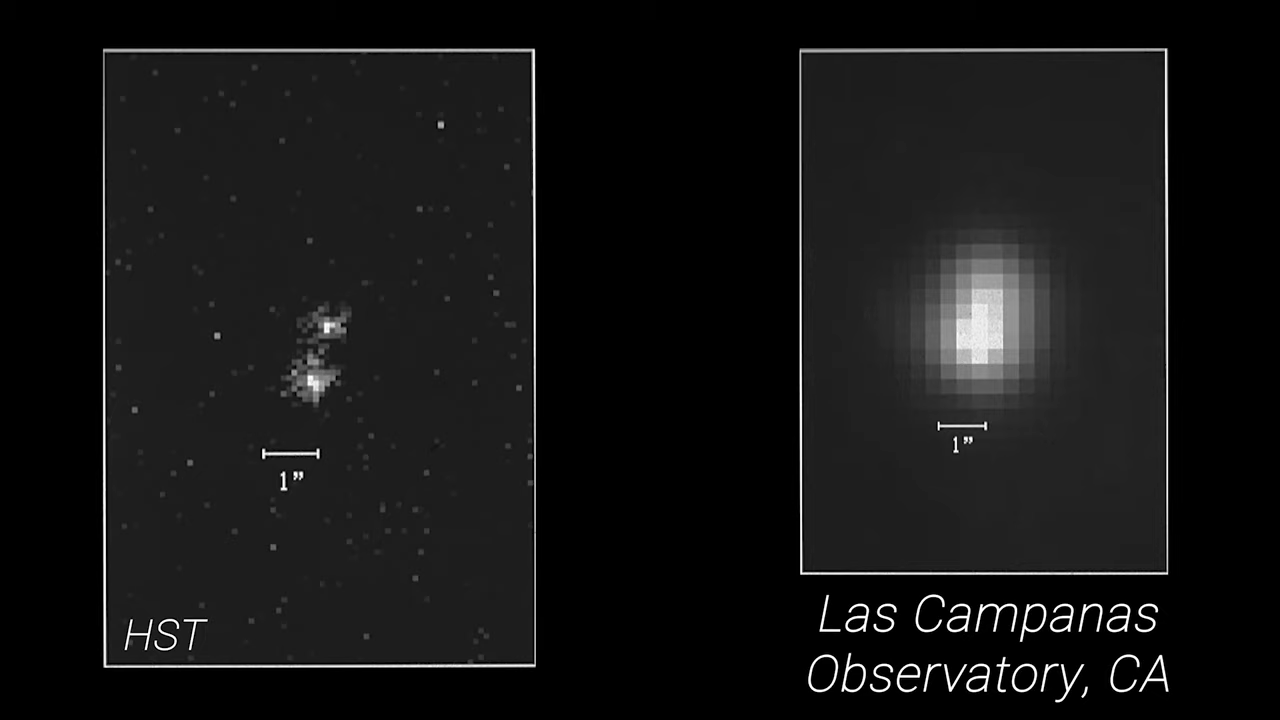 1”
HST
1”
Las Campanas
Observatory, CA